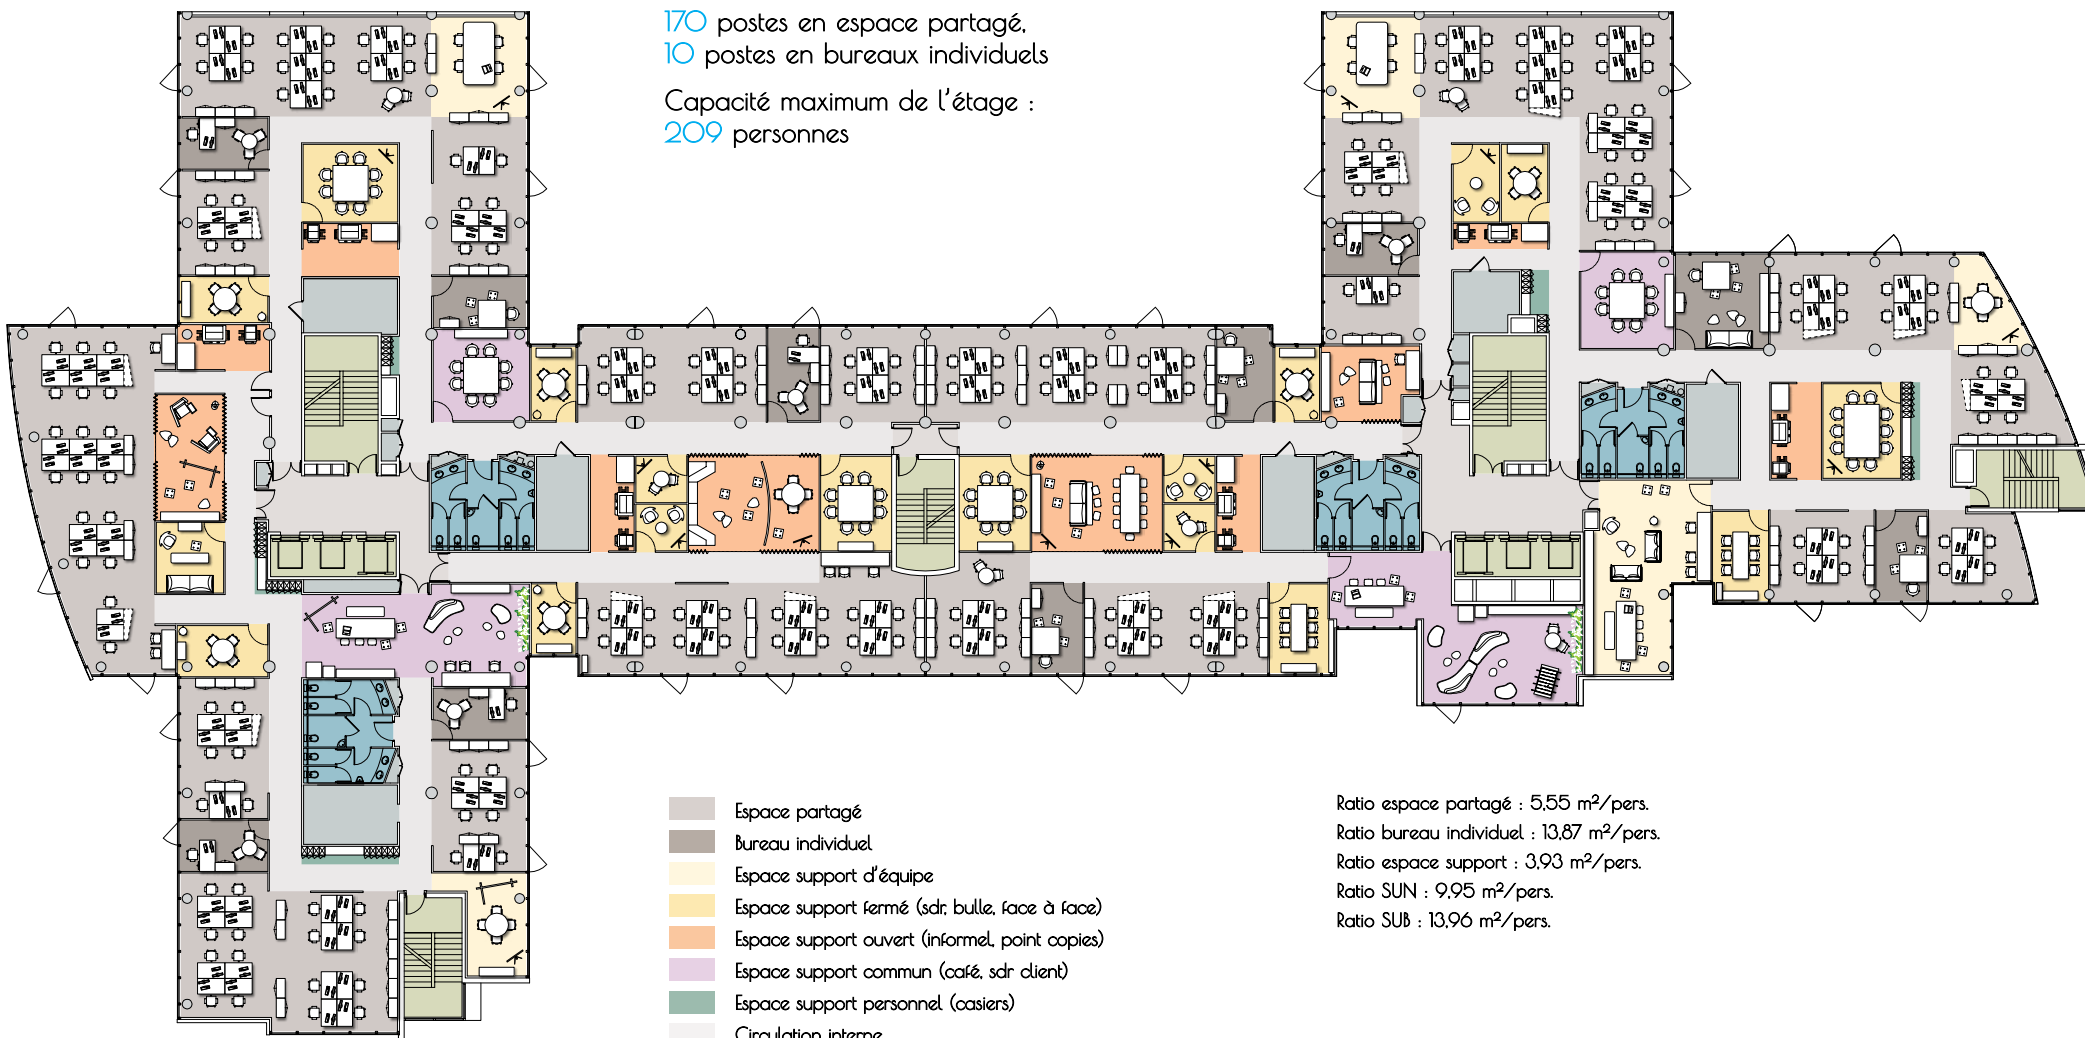 170 postes en espace partagé,
10 postes en bureaux individuels
Capacité maximum de l'étage :
209 personnes
Espace partagé
Bureau individuel
Espace support d'équipe
Espace support fermé (sdr, bulle, face à face)
Espace support ouvert (informel, point copies)
Espace support commun (café, sdr client)
Espace support personnel (casiers)
Circulation interne
Ratio espace partagé : 5,55 m²/pers.
Ratio bureau individuel : 13,87 m²/pers.
Ratio espace support : 3,93 m²/pers.
Ratio SUN : 9,95 m²/pers.
Ratio SUB : 13,96 m²/pers.